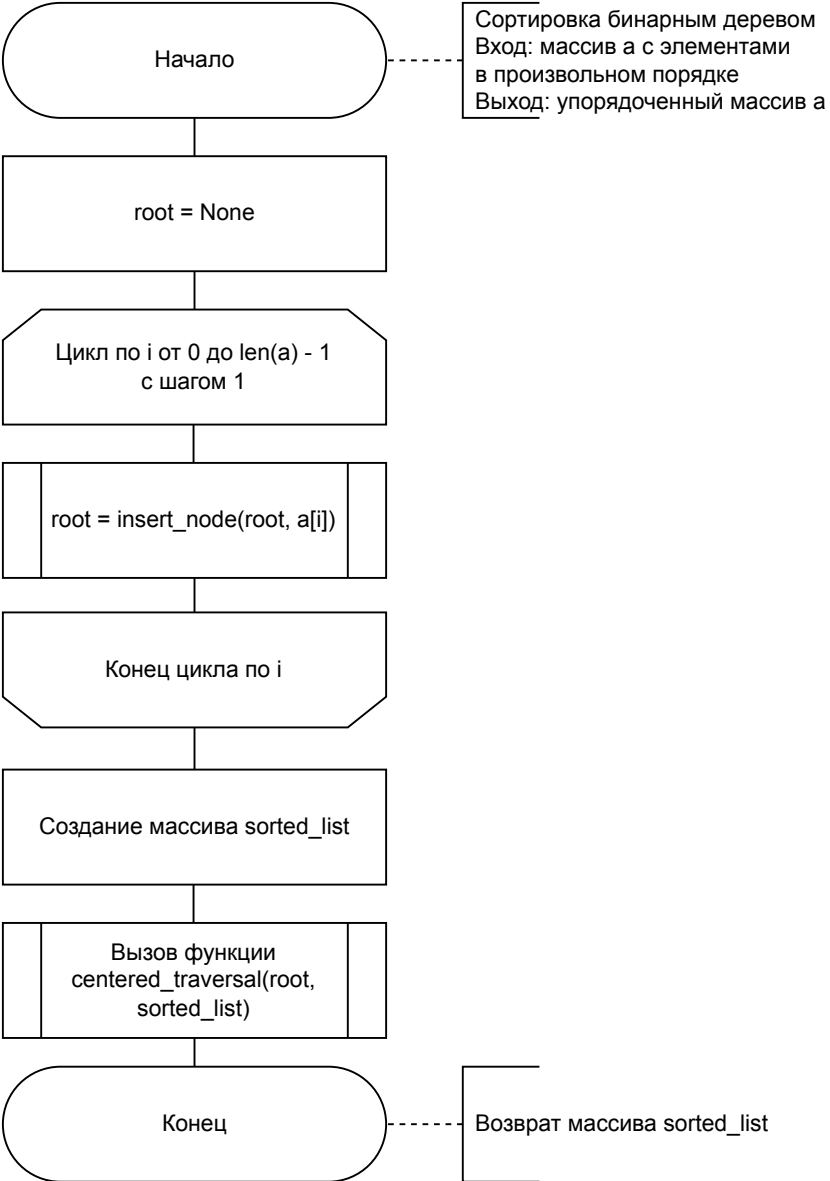 Начало
Сортировка бинарным деревом
Вход: массив a с элементами
в произвольном порядке
Выход: упорядоченный массив a
root = None
Цикл по i от 0 до len(a) - 1
с шагом 1
root = insert_node(root, a[i])
Конец цикла по i
Создание массива sorted_list
Вызов функции
centered_traversal(root,
sorted_list)
Конец
Возврат массива sorted_list